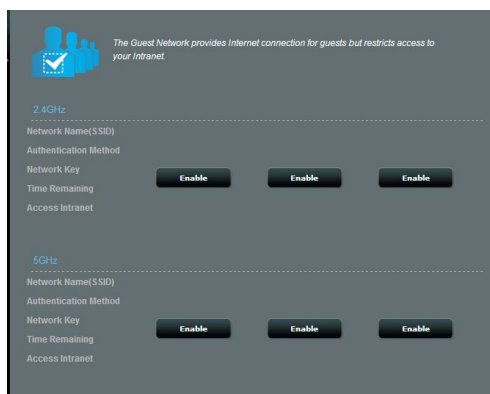 The Guest Network provides Internet connection for guests but restricts access to
your Intranet.
2.4GHz
Network Name(SSID)
Authentication Method
Network Key
Enable Enable Enable
Time Remaining
Access Intranet
5GHz
Network Name(SSID)
Authentication Method
Network Key
Enable Enable Enable
Time Remaining
Access Intranet